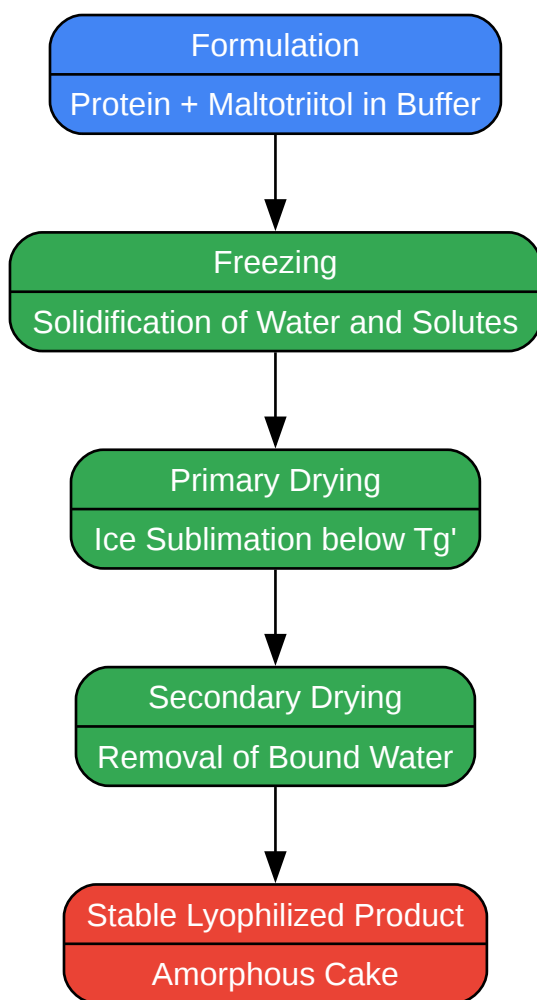 Formulation
Protein + Maltotriitol in Buffer
Freezing
Solidification of Water and Solutes
Primary Drying
Ice Sublimation below Tg'
Secondary Drying
Removal of Bound Water
Stable Lyophilized Product
Amorphous Cake